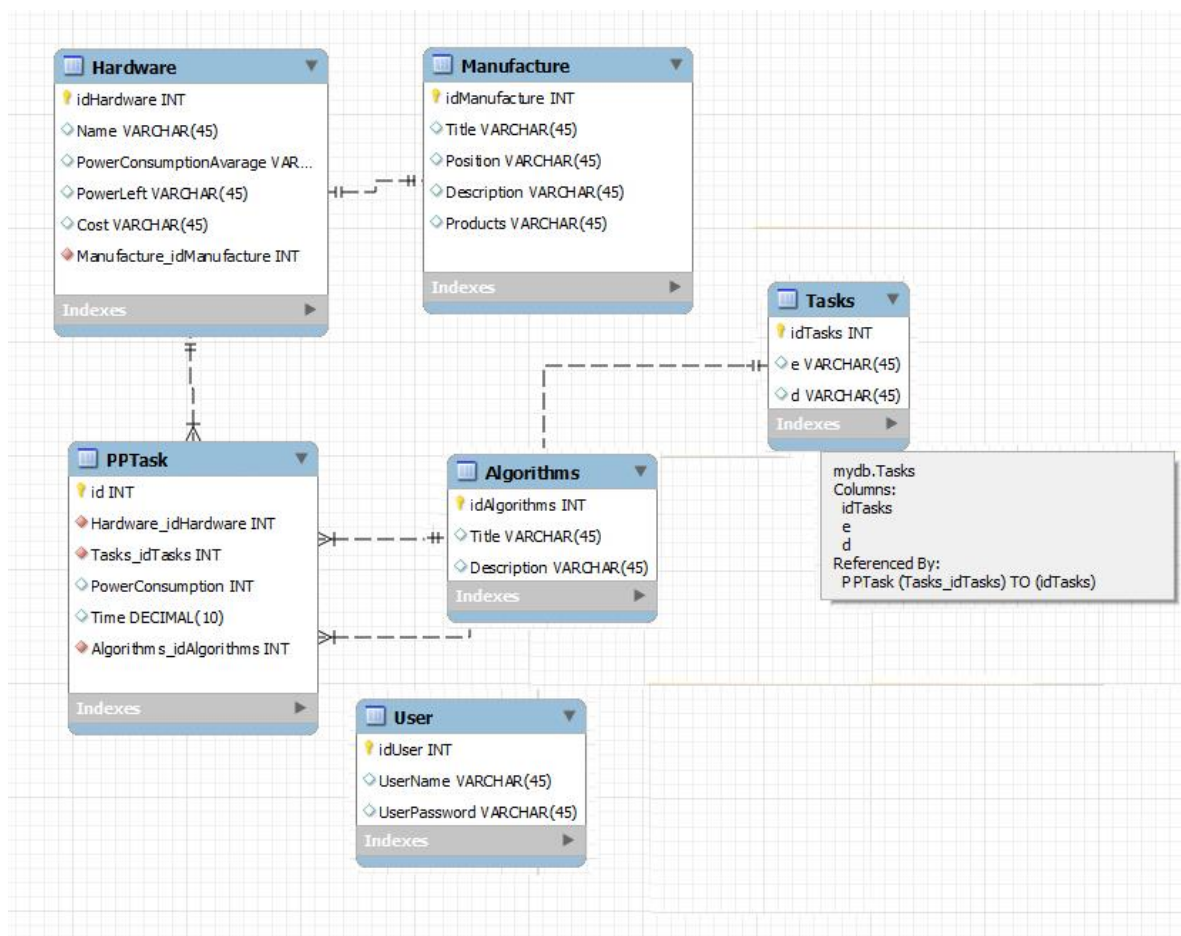 Hardware
idHardware INT
Name VARCHAR(45)
PowerConsumptionAvarage VAR...
PowerLeft VARCHAR(45)
Cost VARCHAR(45)
Manufacture_idManufacture INT
Indexes
Manufacture
idManufacture INT
Title VARCHAR(45)
Position VARCHAR(45)
Description VARCHAR(45)
Products VARCHAR(45)
Indexes
Tasks
idTasks INT
e VARCHAR(45)
d VARCHAR(45)
Indexes
PPTask
id INT
Hardware_idHardware INT
Tasks_idTasks INT
PowerConsumption INT
Time DECIMAL(10)
Algorithms_idAlgorithms INT
Indexes
Algorithms
idAlgorithms INT
Title VARCHAR(45)
Description VARCHAR(45)
Indexes
mydb.Tasks
Columns:
idTasks
e
d
Referenced By:
PPTask (Tasks_idTasks) TO (idTasks)
User
idUser INT
UserName VARCHAR(45)
UserPassword VARCHAR(45)
Indexes